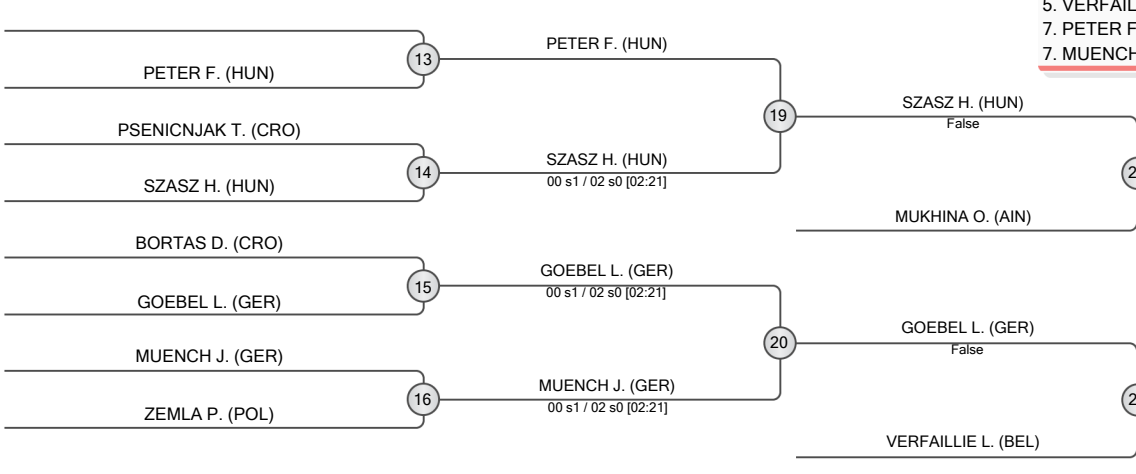 5. VERFAIL
7. PETER F
7. MUENCH
PETER F. (HUN)
13
PETER F. (HUN)
PSENICNJAK T. (CRO)
14
SZASZ H. (HUN)
SZASZ H. (HUN)
00 s1 / 02 s0 [02:21]
19
SZASZ H. (HUN)
False
MUKHINA O. (AIN)
2
BORTAS D. (CRO)
15
GOEBEL L. (GER)
GOEBEL L. (GER)
00 s1 / 02 s0 [02:21]
MUENCH J. (GER)
16
ZEMLA P. (POL)
MUENCH J. (GER)
00 s1 / 02 s0 [02:21]
20
GOEBEL L. (GER)
False
VERFAILLIE L. (BEL)
2